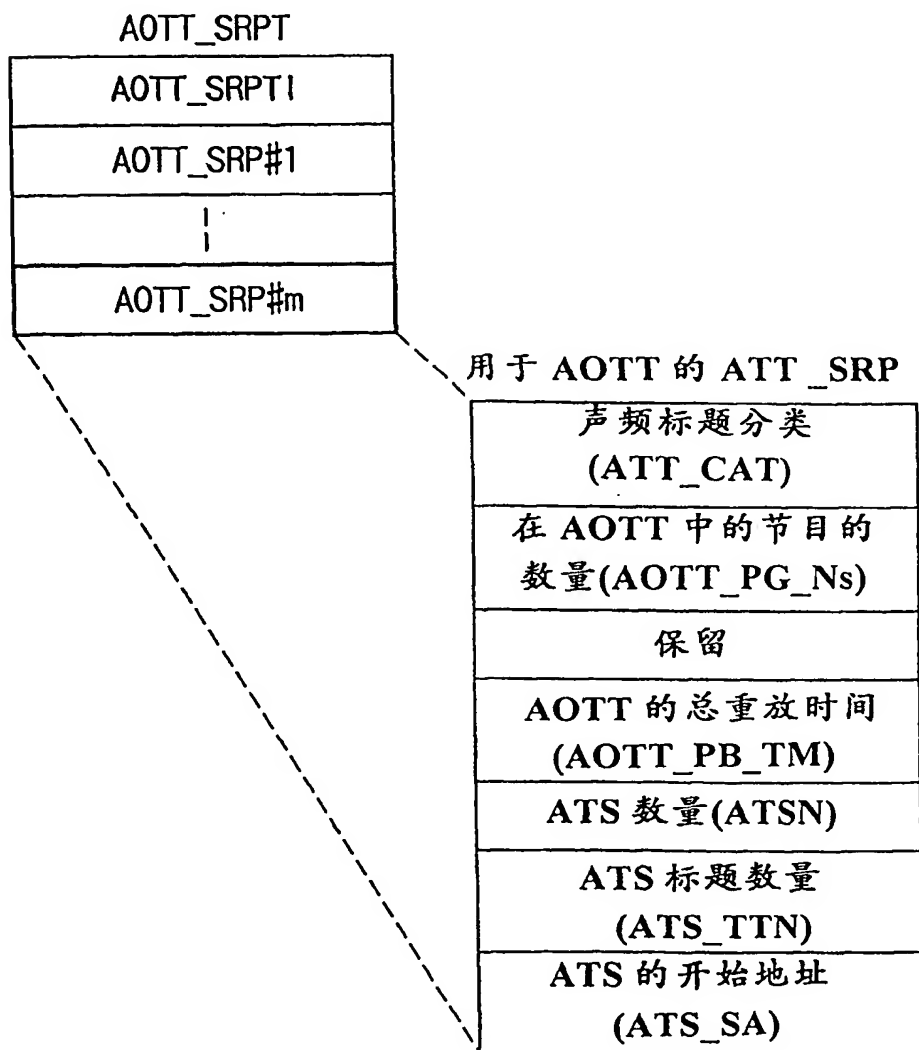 AOTT_SRPT
AOTT_SRPTI
AOTT_SRP#1
AOTT_SRP#m
用于 AOTT 的 ATT _SRP
声频标题分类
(ATT_CAT)
在 AOTT 中的节目的
数量(AOTT_PG_Ns)
保留
AOTT 的总重放时间
(AOTT_PB_TM)
ATS 数量(ATSN)
ATS 标题数量
(ATS_TTN)
ATS 的开始地址
(ATS_SA)